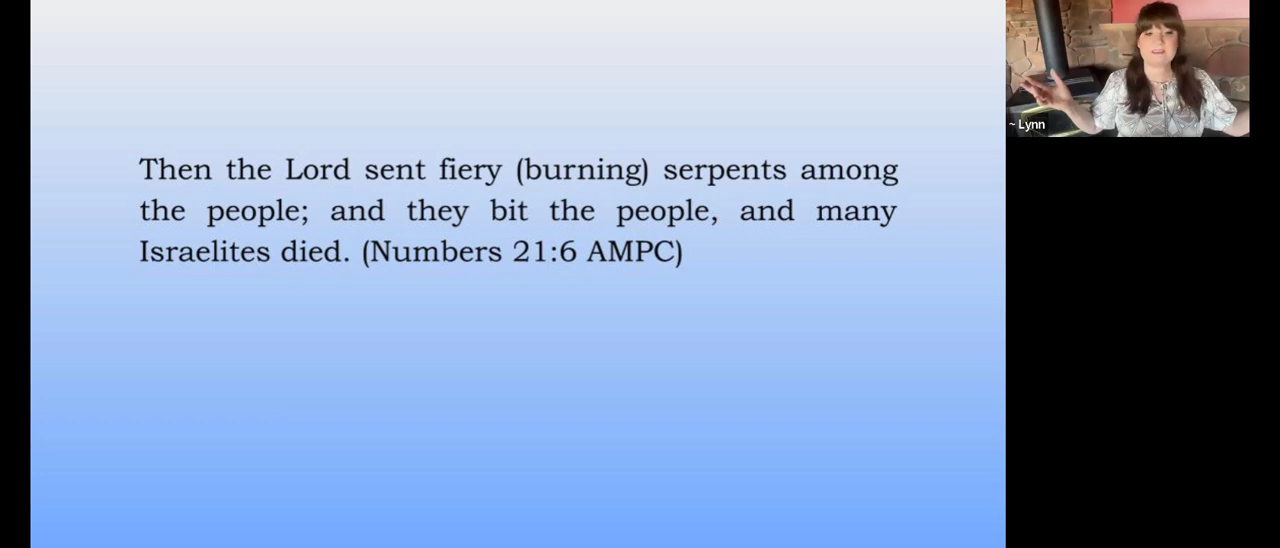 Then the Lord sent fiery (burning) serpents among
the people; and they bit the people, and many
Israelites died. (Numbers 21:6 AMPC)
~ Lynn